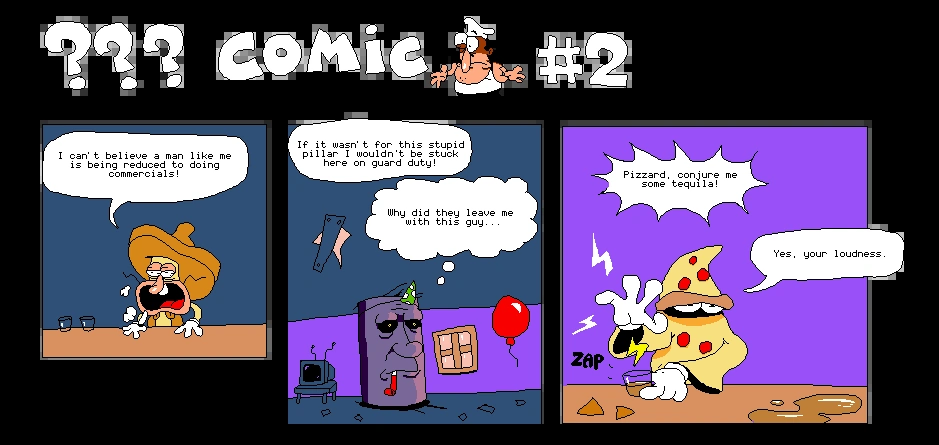 ??? COMIC #2
I can't believe a man like me
is being reduced to doing
commercials!
If it wasn't for this stupid
pillar I wouldn't be stuck
here on guard duty!
Why did they leave me
with this guy...
Pizzard, conjure me
some tequila!
Yes, your loudness.
ZAP